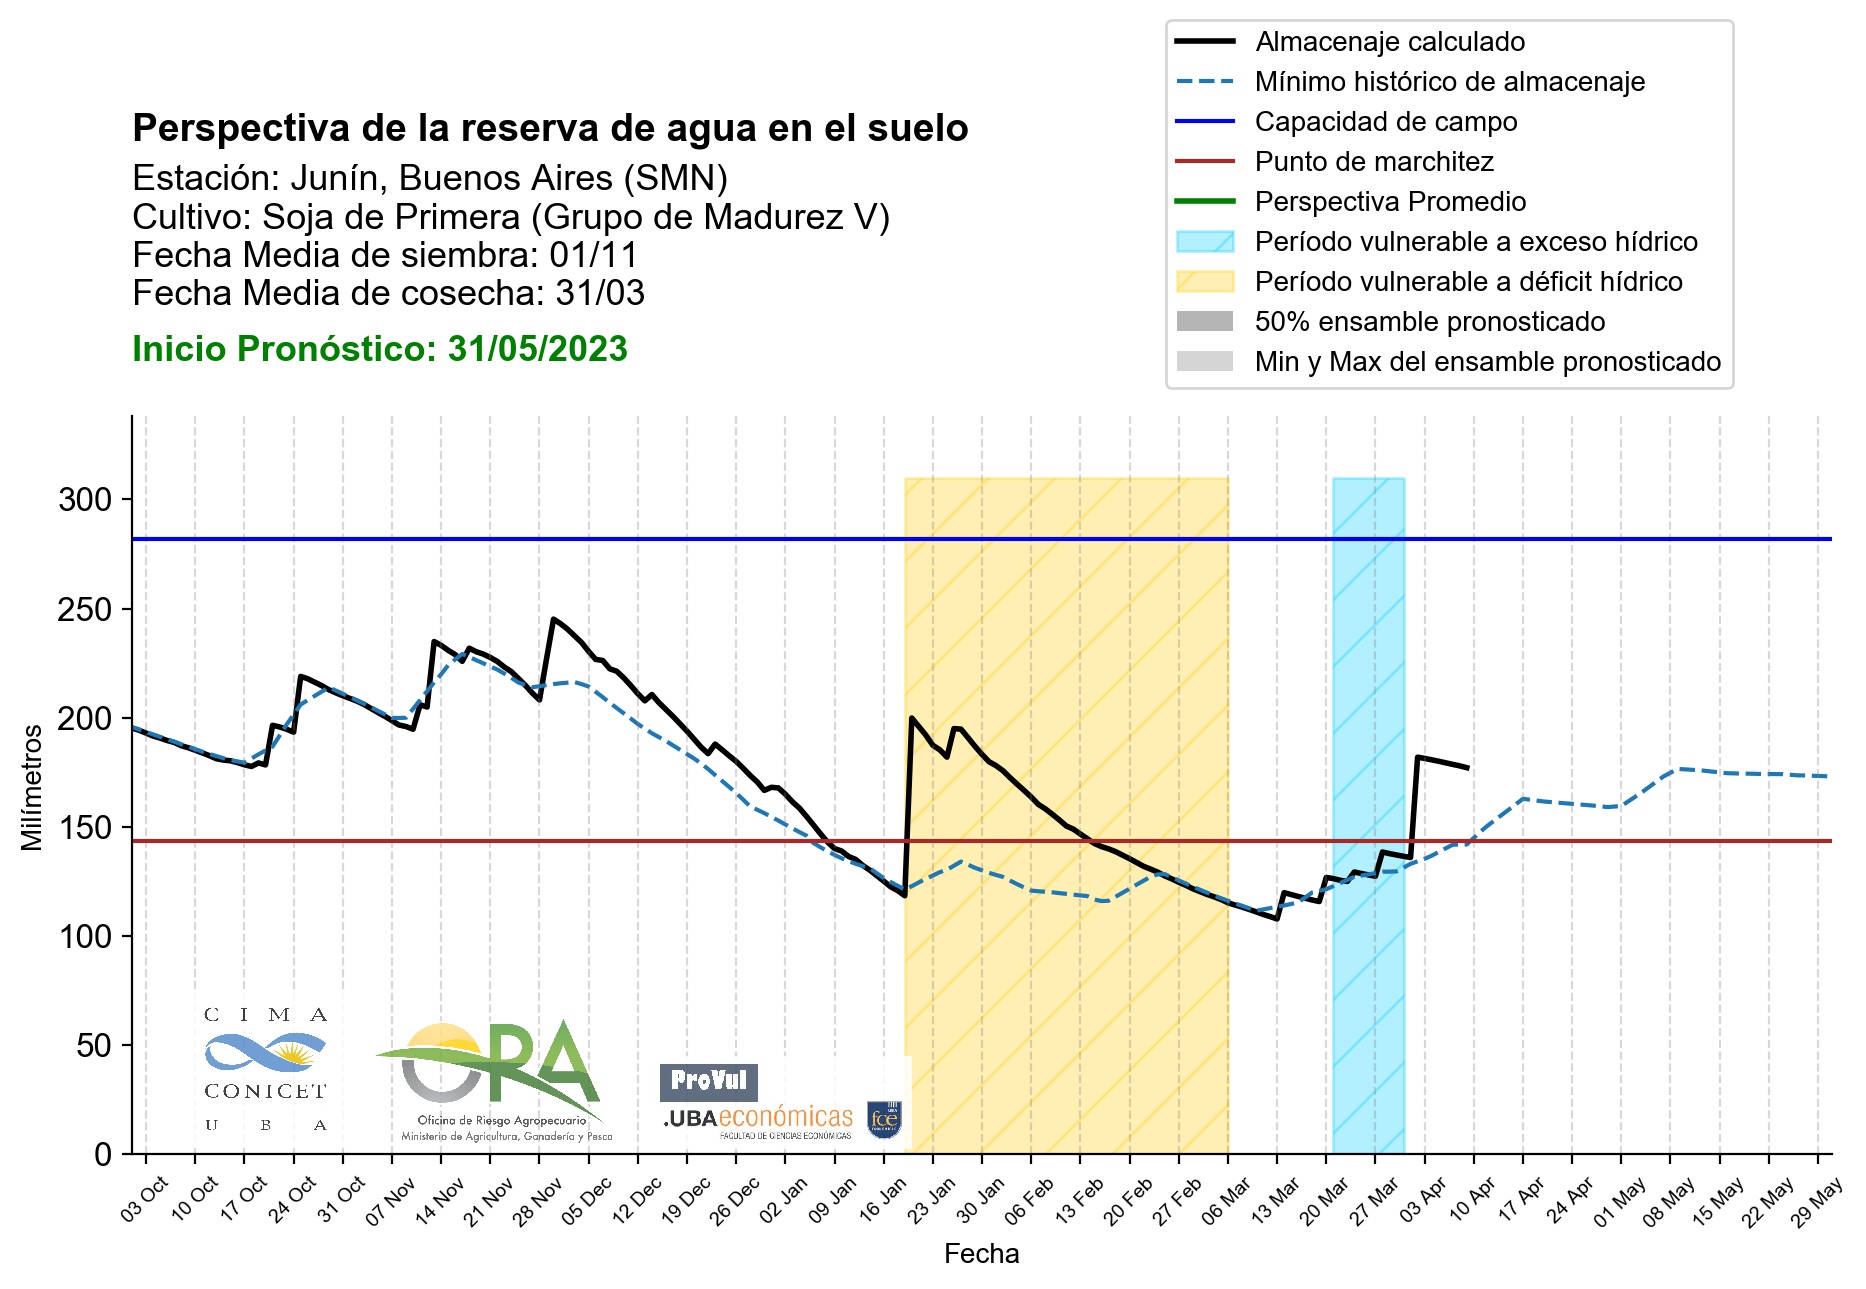 Almacenaje calculado
Mínimo histórico de almacenaje
Capacidad de campo
Punto de marchitez
Perspectiva Promedio
Período vulnerable a exceso hídrico
Período vulnerable a déficit hídrico
50% ensamble pronosticado
Min y Max del ensamble pronosticado
Perspectiva de la reserva de agua en el suelo
Estación: Junín, Buenos Aires (SMN)
Cultivo: Soja de Primera (Grupo de Madurez V)
Fecha Media de siembra: 01/11
Fecha Media de cosecha: 31/03
Inicio Pronóstico: 31/05/2023
Milímetros
300
250
200
150
100
50
0
CIMA
CONICET
UBA
ORA
Oficina de Riesgo Agropecuario
Ministerio de Agricultura, Ganadería y Pesca
ProVul
.UBAeconómicas
FACULTAD DE CIENCIAS ECONÓMICAS
UBA
fce
ECONÓMICAS
03 Oct
10 Oct
17 Oct
24 Oct
31 Oct
07 Nov
14 Nov
21 Nov
28 Nov
05 Dec
12 Dec
19 Dec
26 Dec
02 Jan
09 Jan
16 Jan
23 Jan
30 Jan
06 Feb
13 Feb
20 Feb
27 Feb
06 Mar
13 Mar
20 Mar
27 Mar
03 Apr
10 Apr
17 Apr
24 Apr
01 May
08 May
15 May
22 May
29 May
Fecha